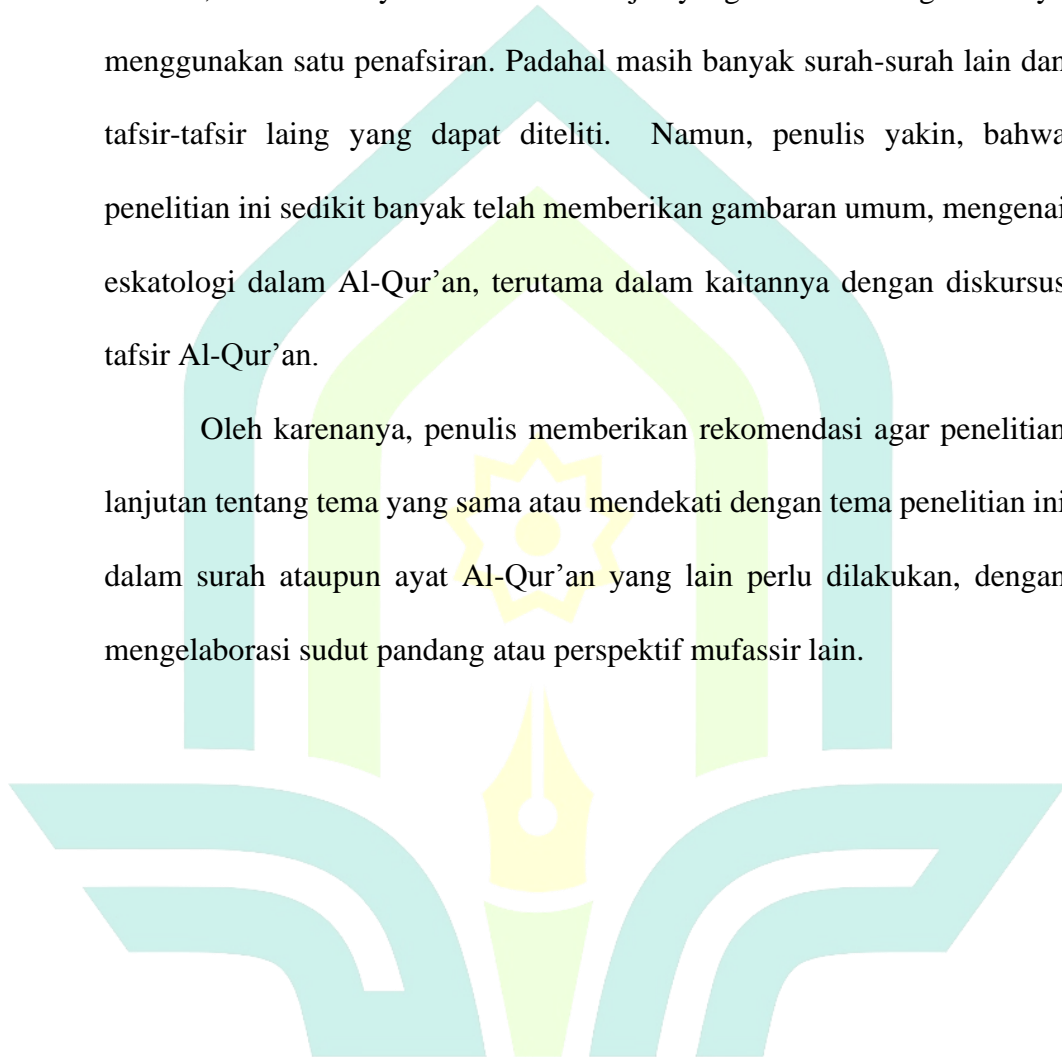 menggunakan satu penafsiran. Padahal masih banyak surah-surah lain dan
tafsir-tafsir laing yang dapat diteliti. Namun, penulis yakin, bahwa
penelitian ini sedikit banyak telah memberikan gambaran umum, mengenai
eskatologi dalam Al-Qur’an, terutama dalam kaitannya dengan diskursus
tafsir Al-Qur’an.
Oleh karenanya, penulis memberikan rekomendasi agar penelitian
lanjutan tentang tema yang sama atau mendekati dengan tema penelitian ini
dalam surah ataupun ayat Al-Qur’an yang lain perlu dilakukan, dengan
mengelaborasi sudut pandang atau perspektif mufassir lain.